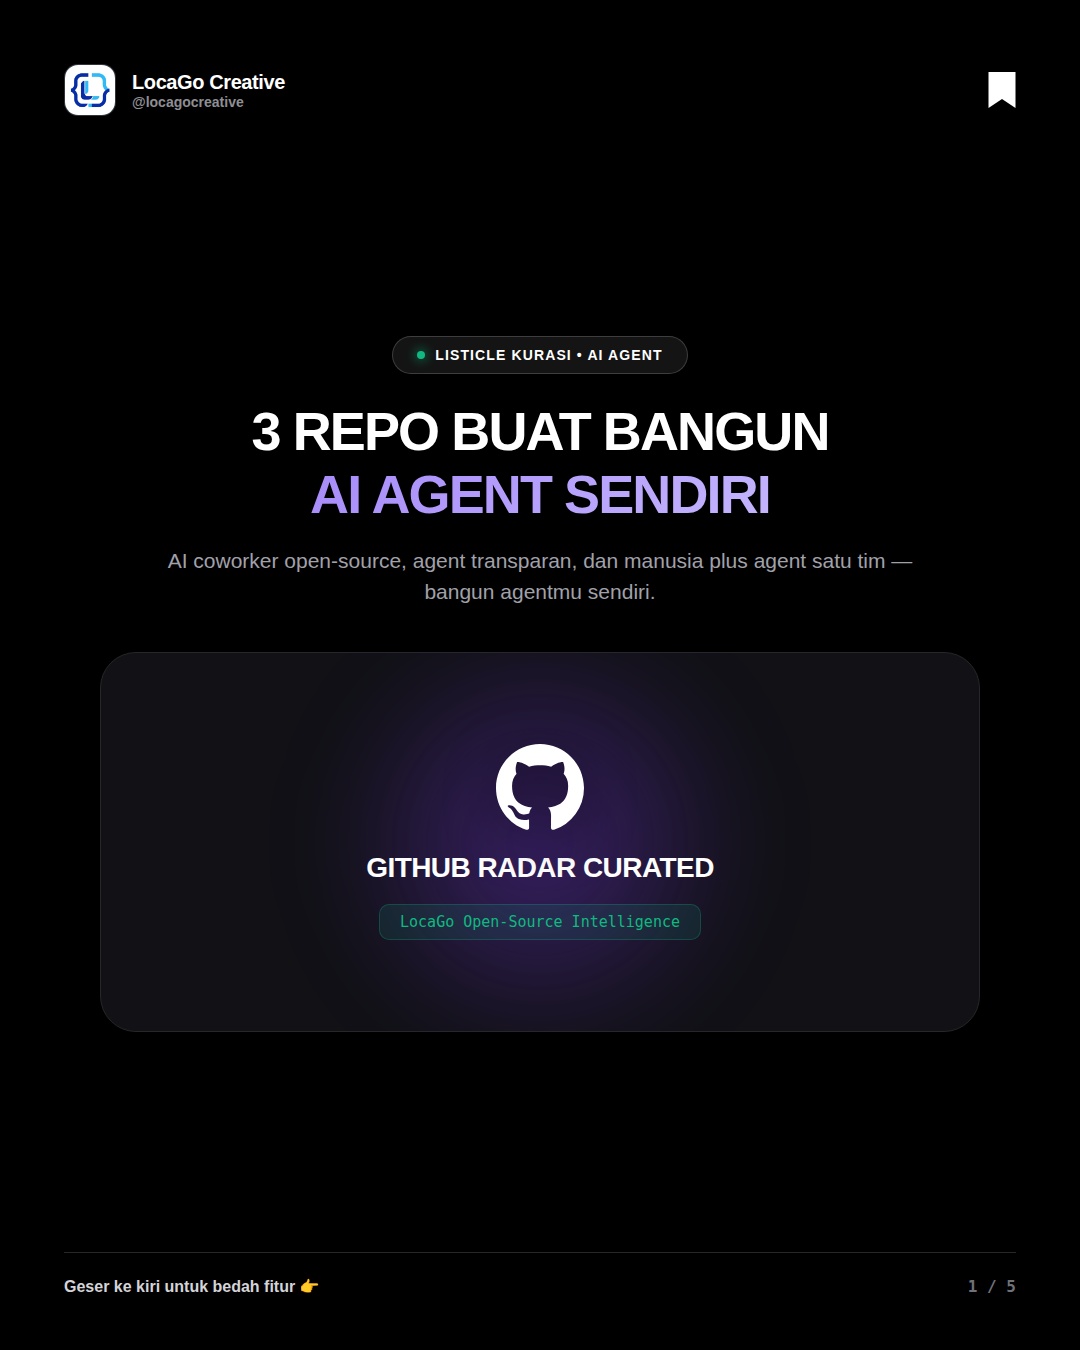 LocaGo Creative
@locagocreative
LISTICLE KURASI • AI AGENT
3 REPO BUAT BANGUN
AI AGENT SENDIRI
AI coworker open-source, agent transparan, dan manusia plus agent satu tim —
bangun agentmu sendiri.
GITHUB RADAR CURATED
LocaGo Open-Source Intelligence
Geser ke kiri untuk bedah fitur 👉
1 / 5